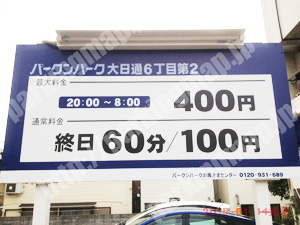 パークンパーク大日通6丁目第2
最大料金
20:00～8:00 400円
通常料金
終日 60分/100円
パークンパークお客さまセンター 0120-931-689